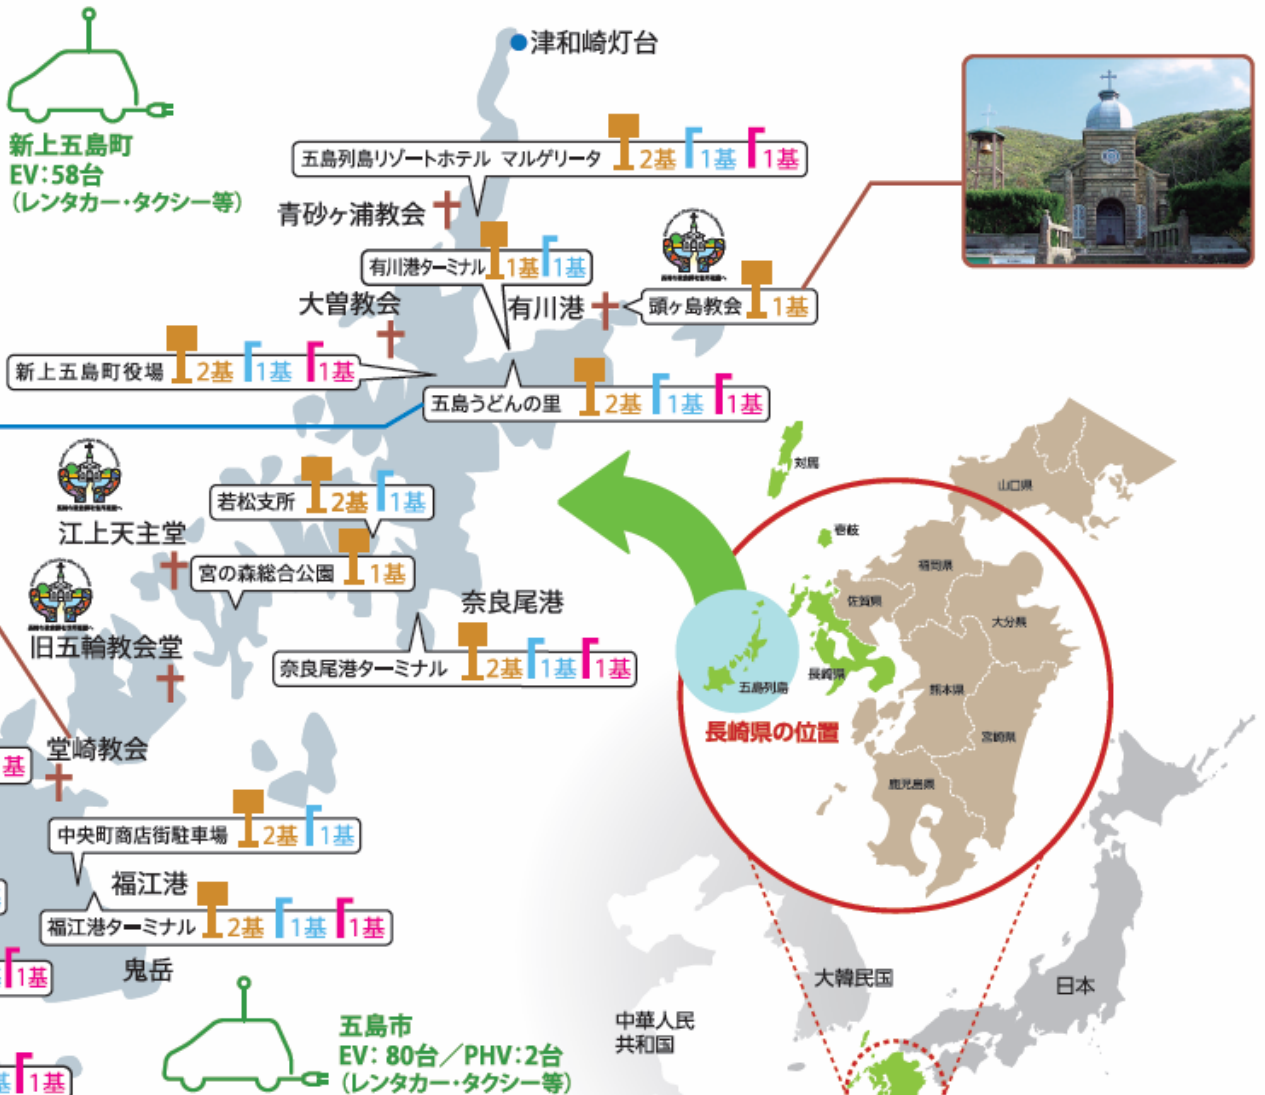 津和崎灯台
新上五島町
EV:58台
(レンタカー・タクシー等)
五島列島リゾートホテル マルゲリータ 2基 1基 1基
青砂ヶ浦教会
有川港ターミナル 1基 1基
大曽教会
有川港
頭ヶ島教会 1基
新上五島町役場 2基 1基 1基
五島うどんの里 2基 1基 1基
対馬
山口県
若松支所 2基 1基
江上天主堂
壱岐
宮の森総合公園 1基
福岡県
佐賀県
奈良尾港
大分県
旧五輪教会堂
奈良尾港ターミナル 2基 1基 1基
長崎県
五島列島
熊本県
長崎県の位置
宮崎県
堂崎教会
基
鹿児島県
中央町商店街駐車場 2基 1基
福江港
福江港ターミナル 2基 1基 1基
鬼岳
1基
大韓民国
日本
中華人民
共和国
五島市
EV: 80台/PHV:2台
(レンタカー・タクシー等)
基 1基